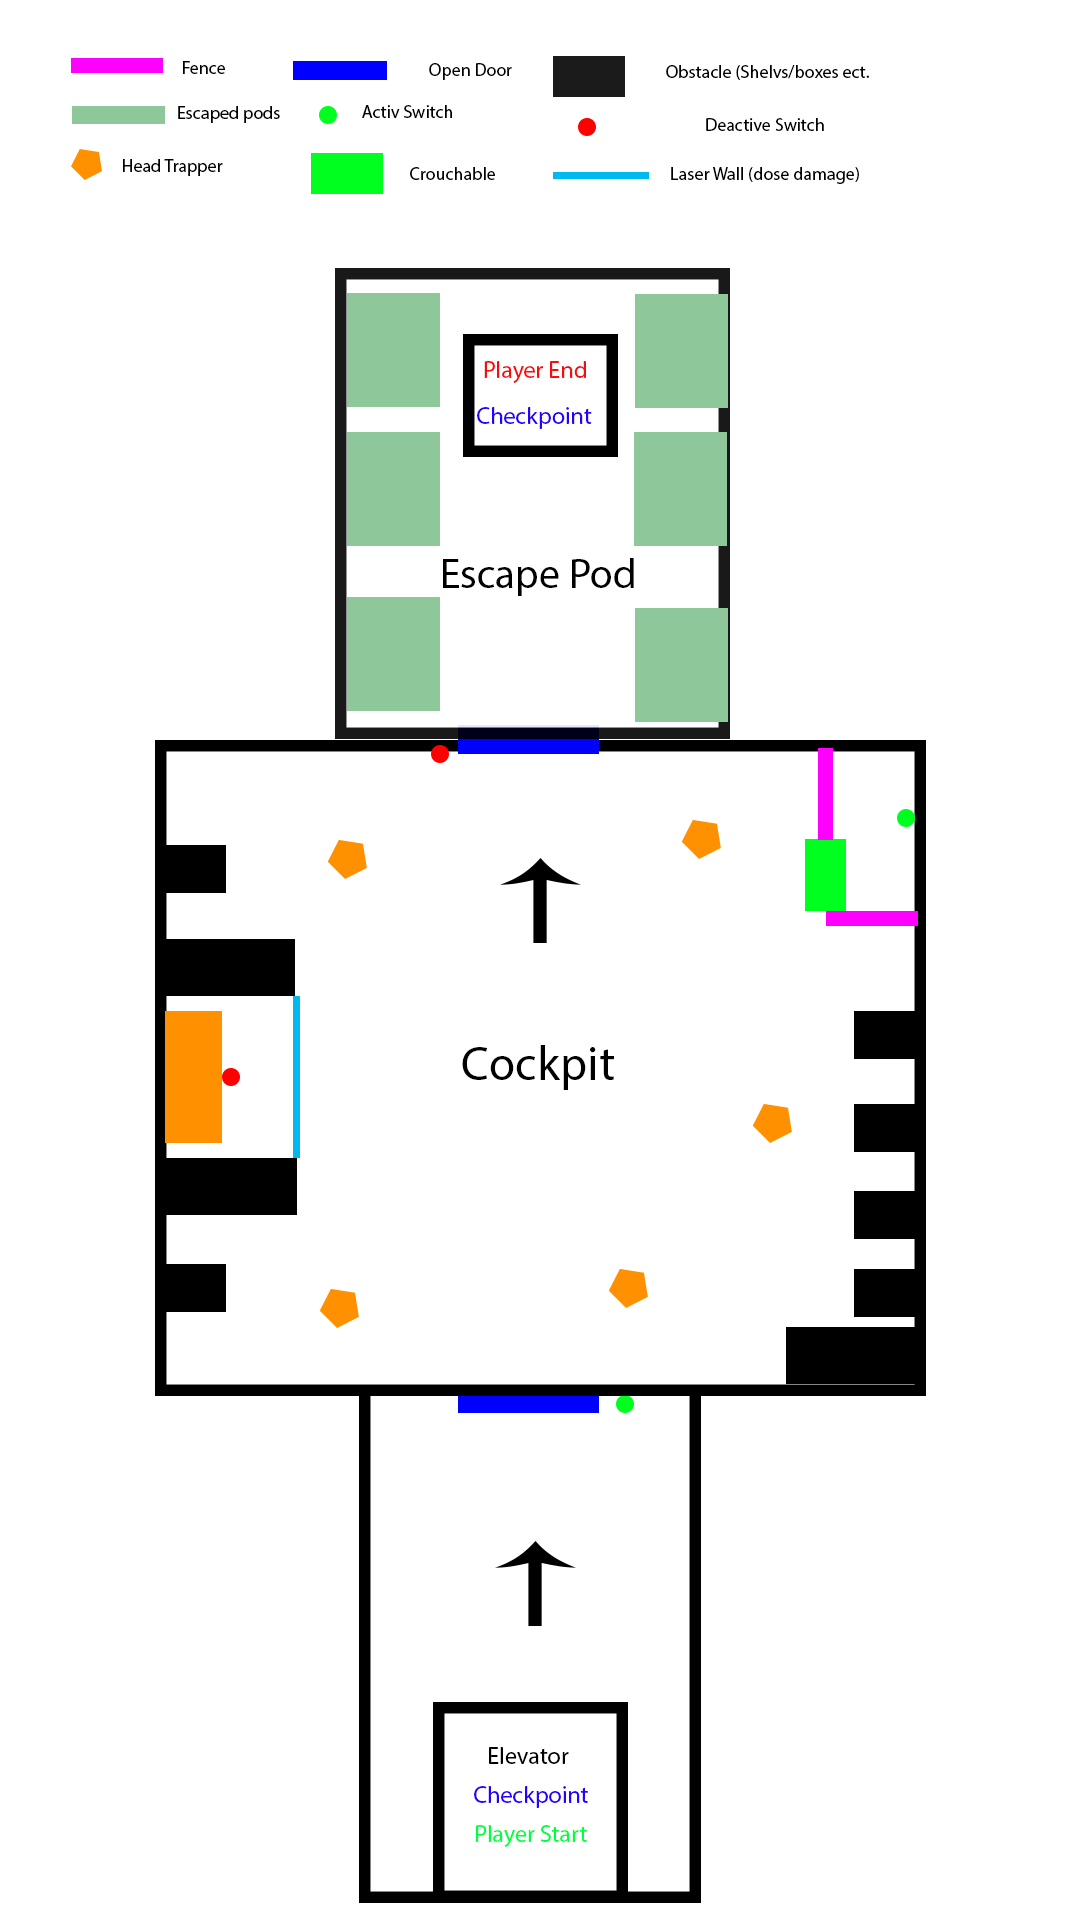 Fence
Open Door
Obstacle (Shelvs/boxes ect.
Escaped pods
Activ Switch
Deactive Switch
Head Trapper
Crouchable
Laser Wall (dose damage)
Player End
Checkpoint
Escape Pod
Cockpit
Elevator
Checkpoint
Player Start